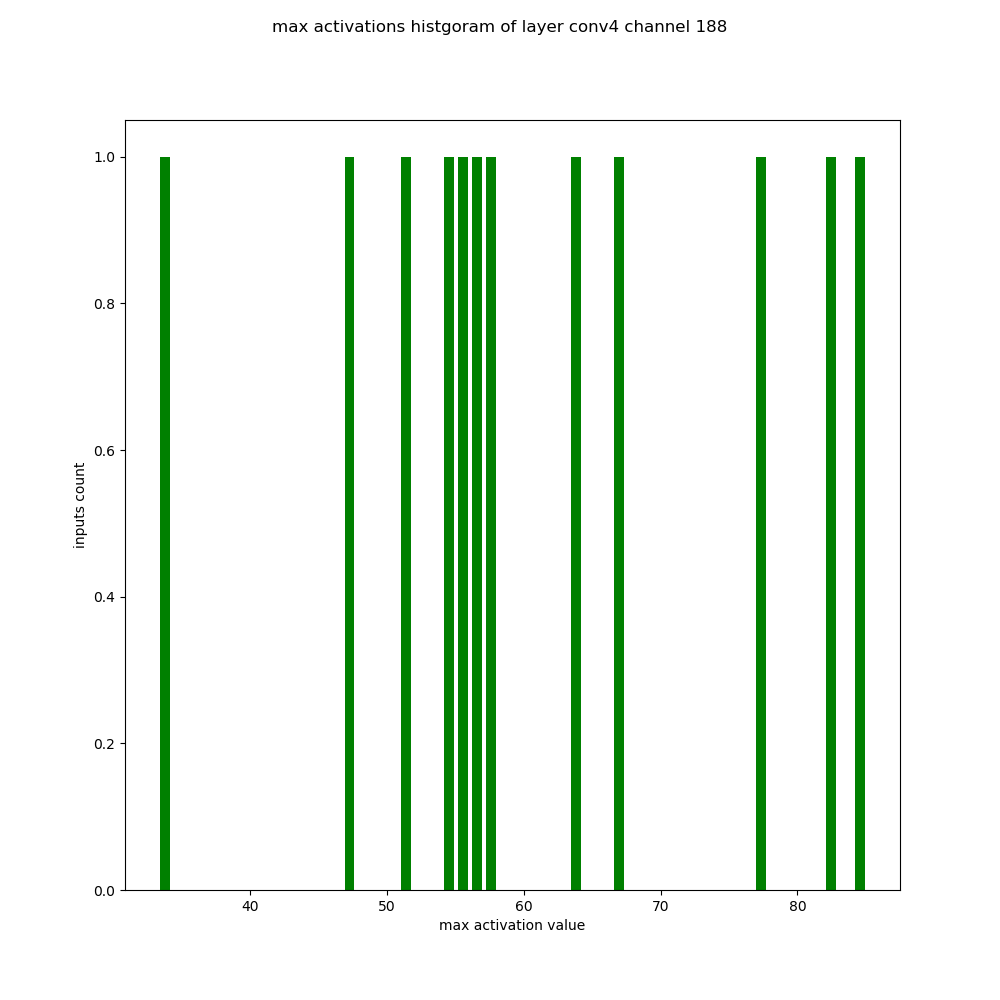 max activations histgoram of layer conv4 channel 188
1.0
0.8
0.6
0.4
0.2
0.0
inputs count
40 50 60 70 80
max activation value